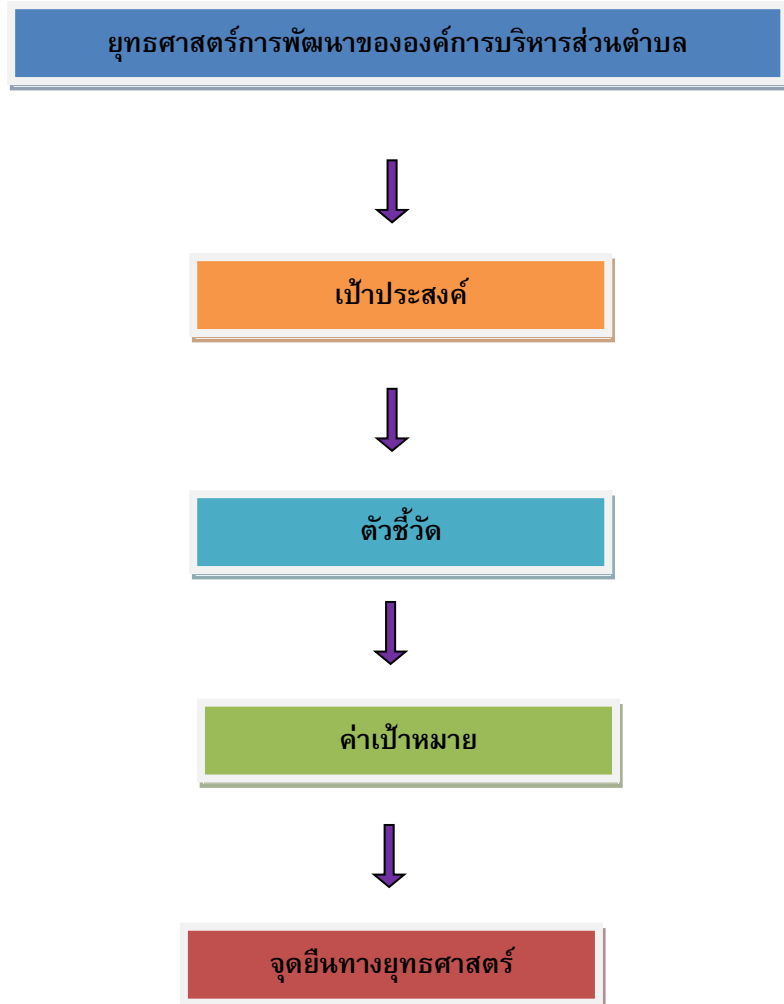 ยุทธศาสตร์การพัฒนาขององค์การบริหารส่วนตำบล
เป้าประสงค์
ตัวชี้วัด
ค่าเป้าหมาย
จุดยืนทางยุทธศาสตร์